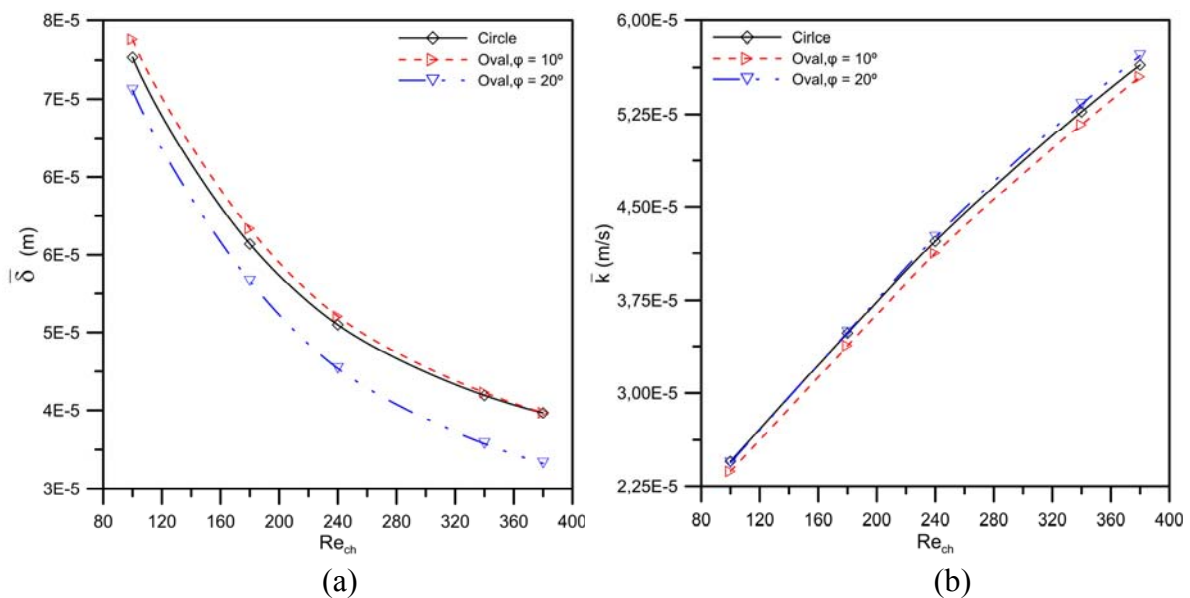 8E-5
7E-5
6E-5
6E-5
5E-5
4E-5
3E-5
δ̅ (m)
80 120 160 200 240 280 320 360 400
Re_ch
Circle
Oval,φ = 10º
Oval,φ = 20º
(a)
6,00E-5
5,25E-5
4,50E-5
3,75E-5
3,00E-5
2,25E-5
k̅ (m/s)
80 120 160 200 240 280 320 360 400
Re_ch
Cirlce
Oval,φ = 10º
Oval,φ = 20º
(b)